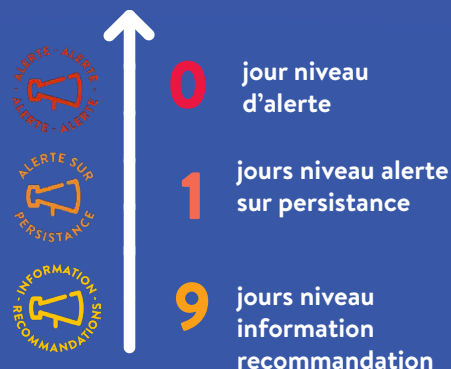 ALERTE - ALERTE - ALERTE - ALERTE -
0
jour niveau
d'alerte
ALERTE SUR
PERSISTANCE
1
jours niveau alerte
sur persistance
- INFORMATION -
RECOMMANDATIONS
9
jours niveau
information
recommandation